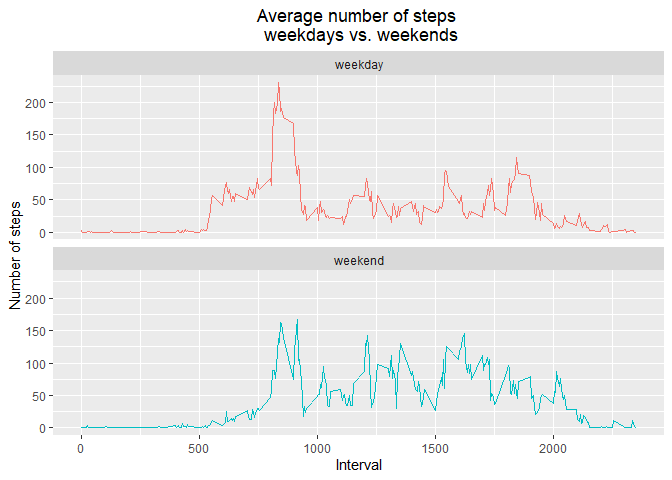 Average number of steps
weekdays vs. weekends
weekday
200
150
100
50
0
Number of steps
weekend
200
150
100
50
0
0
500
1000
1500
2000
Interval